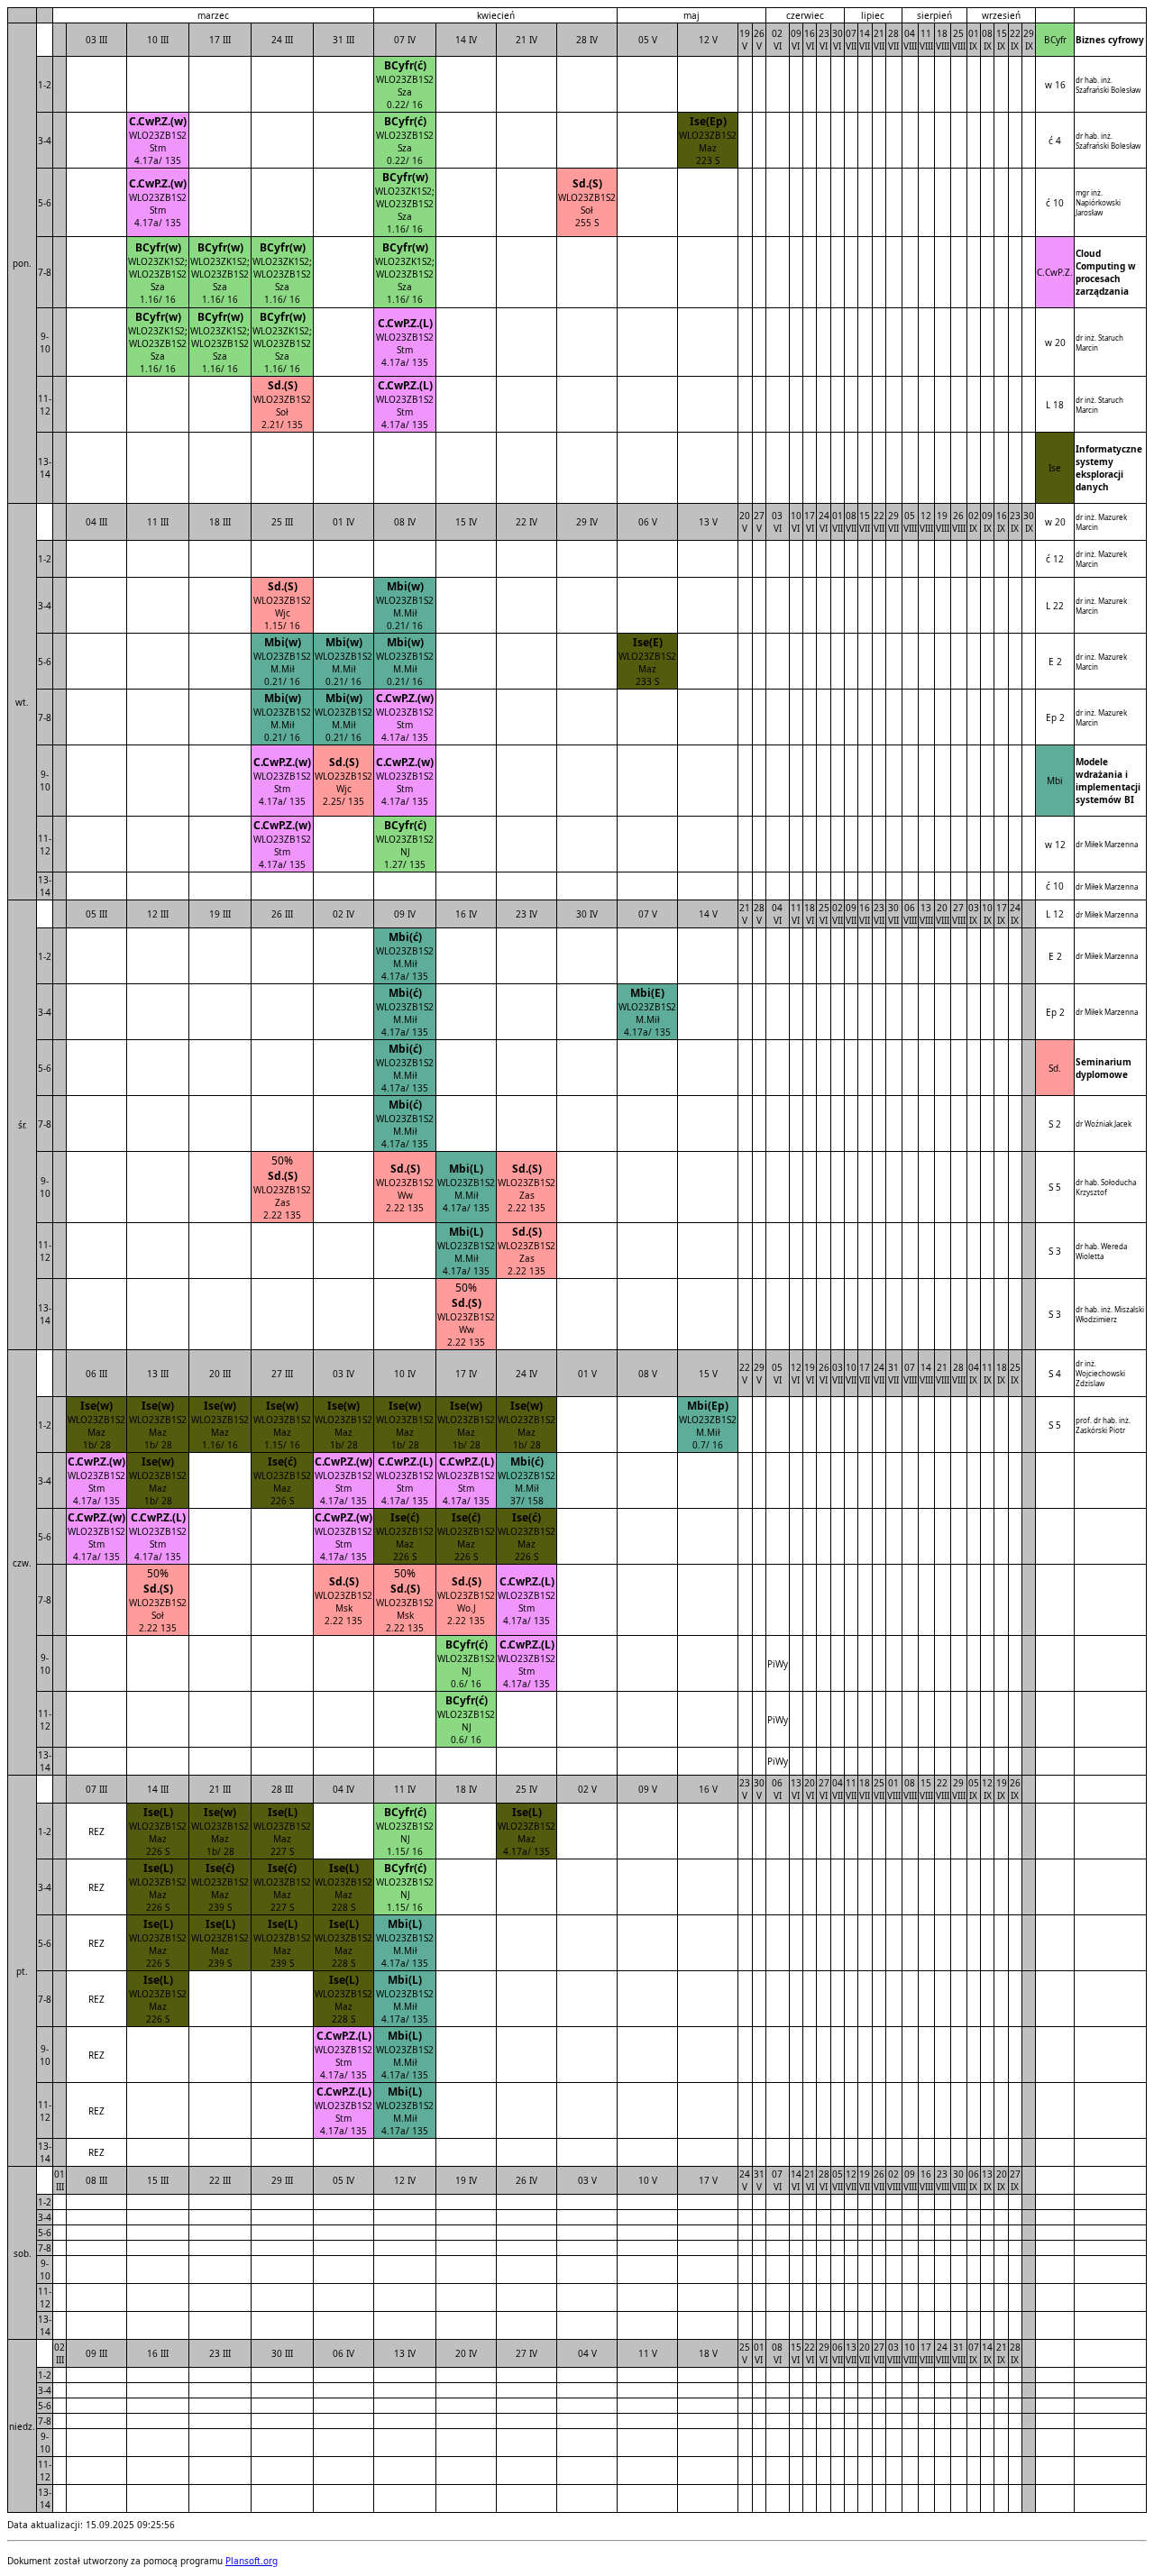 marzec kwiecień maj czerwiec lipiec sierpień wrzesień
03 III 10 III 17 III 24 III 31 III 07 IV 14 IV 21 IV 28 IV 05 V 12 V 19 V 26 V 02 VI 09 VI 16 VI 23 VI 30 VI 07 VII 14 VII 21 VII 28 VII 04 VIII 11 VIII 18 VIII 25 VIII 01 IX 08 IX 15 IX 22 IX 29 IX BCyfr Biznes cyfrowy
pon.
1-2 BCyfr(ć) WLO23ZB1S2 Sza 0.22/ 16 w 16 dr hab. inż. Szafrański Bolesław
3-4 C.CwP.Z.(w) WLO23ZB1S2 Stm 4.17a/ 135 BCyfr(ć) WLO23ZB1S2 Sza 0.22/ 16 Ise(Ep) WLO23ZB1S2 Maz 223 S ć 4 dr hab. inż. Szafrański Bolesław
5-6 C.CwP.Z.(w) WLO23ZB1S2 Stm 4.17a/ 135 BCyfr(w) WLO23ZK1S2; WLO23ZB1S2 Sza 1.16/ 16 Sd.(S) WLO23ZB1S2 Soł 255 S ć 10 mgr inż. Napiórkowski Jarosław
7-8 BCyfr(w) WLO23ZK1S2; WLO23ZB1S2 Sza 1.16/ 16 BCyfr(w) WLO23ZK1S2; WLO23ZB1S2 Sza 1.16/ 16 BCyfr(w) WLO23ZK1S2; WLO23ZB1S2 Sza 1.16/ 16 BCyfr(w) WLO23ZK1S2; WLO23ZB1S2 Sza 1.16/ 16 C.CwP.Z. Cloud Computing w procesach zarządzania
9-10 BCyfr(w) WLO23ZK1S2; WLO23ZB1S2 Sza 1.16/ 16 BCyfr(w) WLO23ZK1S2; WLO23ZB1S2 Sza 1.16/ 16 BCyfr(w) WLO23ZK1S2; WLO23ZB1S2 Sza 1.16/ 16 C.CwP.Z.(L) WLO23ZB1S2 Stm 4.17a/ 135 w 20 dr inż. Staruch Marcin
11-12 Sd.(S) WLO23ZB1S2 Soł 2.21/ 135 C.CwP.Z.(L) WLO23ZB1S2 Stm 4.17a/ 135 L 18 dr inż. Staruch Marcin
13-14 Ise Informatyczne systemy eksploracji danych
04 III 11 III 18 III 25 III 01 IV 08 IV 15 IV 22 IV 29 IV 06 V 13 V 20 V 27 V 03 VI 10 VI 17 VI 24 VI 01 VII 08 VII 15 VII 22 VII 29 VII 05 VIII 12 VIII 19 VIII 26 VIII 02 IX 09 IX 16 IX 23 IX 30 IX w 20 dr inż. Mazurek Marcin
wt.
1-2 ć 12 dr inż. Mazurek Marcin
3-4 Sd.(S) WLO23ZB1S2 Wjc 1.15/ 16 Mbi(w) WLO23ZB1S2 M.Mił 0.21/ 16 L 22 dr inż. Mazurek Marcin
5-6 Mbi(w) WLO23ZB1S2 M.Mił 0.21/ 16 Mbi(w) WLO23ZB1S2 M.Mił 0.21/ 16 Mbi(w) WLO23ZB1S2 M.Mił 0.21/ 16 Ise(E) WLO23ZB1S2 Maz 233 S E 2 dr inż. Mazurek Marcin
7-8 Mbi(w) WLO23ZB1S2 M.Mił 0.21/ 16 Mbi(w) WLO23ZB1S2 M.Mił 0.21/ 16 C.CwP.Z.(w) WLO23ZB1S2 Stm 4.17a/ 135 Ep 2 dr inż. Mazurek Marcin
9-10 C.CwP.Z.(w) WLO23ZB1S2 Stm 4.17a/ 135 Sd.(S) WLO23ZB1S2 Wjc 2.25/ 135 C.CwP.Z.(w) WLO23ZB1S2 Stm 4.17a/ 135 Mbi Modele wdrażania i implementacji systemów BI
11-12 C.CwP.Z.(w) WLO23ZB1S2 Stm 4.17a/ 135 BCyfr(ć) WLO23ZB1S2 NJ 1.27/ 135 w 12 dr Miłek Marzenna
13-14 ć 10 dr Miłek Marzenna
05 III 12 III 19 III 26 III 02 IV 09 IV 16 IV 23 IV 30 IV 07 V 14 V 21 V 28 V 04 VI 11 VI 18 VI 25 VI 02 VII 09 VII 16 VII 23 VII 30 VII 06 VIII 13 VIII 20 VIII 27 VIII 03 IX 10 IX 17 IX 24 IX L 12 dr Miłek Marzenna
śr.
1-2 Mbi(ć) WLO23ZB1S2 M.Mił 4.17a/ 135 E 2 dr Miłek Marzenna
3-4 Mbi(ć) WLO23ZB1S2 M.Mił 4.17a/ 135 Mbi(E) WLO23ZB1S2 M.Mił 4.17a/ 135 Ep 2 dr Miłek Marzenna
5-6 Mbi(ć) WLO23ZB1S2 M.Mił 4.17a/ 135 Sd. Seminarium dyplomowe
7-8 Mbi(ć) WLO23ZB1S2 M.Mił 4.17a/ 135 S 2 dr Woźniak Jacek
9-10 50% Sd.(S) WLO23ZB1S2 Zas 2.22 135 Sd.(S) WLO23ZB1S2 Ww 2.22 135 Mbi(L) WLO23ZB1S2 M.Mił 4.17a/ 135 Sd.(S) WLO23ZB1S2 Zas 2.22 135 S 5 dr hab. Sołoducha Krzysztof
11-12 Mbi(L) WLO23ZB1S2 M.Mił 4.17a/ 135 Sd.(S) WLO23ZB1S2 Zas 2.22 135 S 3 dr hab. Wereda Wioletta
13-14 50% Sd.(S) WLO23ZB1S2 Ww 2.22 135 S 3 dr hab. inż. Miszalski Włodzimierz
06 III 13 III 20 III 27 III 03 IV 10 IV 17 IV 24 IV 01 V 08 V 15 V 22 V 29 V 05 VI 12 VI 19 VI 26 VI 03 VII 10 VII 17 VII 24 VII 31 VII 07 VIII 14 VIII 21 VIII 28 VIII 04 IX 11 IX 18 IX 25 IX S 4 dr inż. Wojciechowski Zdzislaw
czw.
1-2 Ise(w) WLO23ZB1S2 Maz 1b/ 28 Ise(w) WLO23ZB1S2 Maz 1b/ 28 Ise(w) WLO23ZB1S2 Maz 1.16/ 16 Ise(w) WLO23ZB1S2 Maz 1.15/ 16 Ise(w) WLO23ZB1S2 Maz 1b/ 28 Ise(w) WLO23ZB1S2 Maz 1b/ 28 Ise(w) WLO23ZB1S2 Maz 1b/ 28 Ise(w) WLO23ZB1S2 Maz 1b/ 28 Mbi(Ep) WLO23ZB1S2 M.Mił 0.7/ 16 S 5 prof. dr hab. inż. Zaskórski Piotr
3-4 C.CwP.Z.(w) WLO23ZB1S2 Stm 4.17a/ 135 Ise(w) WLO23ZB1S2 Maz 1b/ 28 Ise(ć) WLO23ZB1S2 Maz 226 S C.CwP.Z.(w) WLO23ZB1S2 Stm 4.17a/ 135 C.CwP.Z.(L) WLO23ZB1S2 Stm 4.17a/ 135 C.CwP.Z.(L) WLO23ZB1S2 Stm 4.17a/ 135 Mbi(ć) WLO23ZB1S2 M.Mił 37/ 158
5-6 C.CwP.Z.(w) WLO23ZB1S2 Stm 4.17a/ 135 C.CwP.Z.(L) WLO23ZB1S2 Stm 4.17a/ 135 C.CwP.Z.(w) WLO23ZB1S2 Stm 4.17a/ 135 Ise(ć) WLO23ZB1S2 Maz 226 S Ise(ć) WLO23ZB1S2 Maz 226 S Ise(ć) WLO23ZB1S2 Maz 226 S
7-8 50% Sd.(S) WLO23ZB1S2 Soł 2.22 135 Sd.(S) WLO23ZB1S2 Msk 2.22 135 50% Sd.(S) WLO23ZB1S2 Msk 2.22 135 Sd.(S) WLO23ZB1S2 Wo.J 2.22 135 C.CwP.Z.(L) WLO23ZB1S2 Stm 4.17a/ 135
9-10 BCyfr(ć) WLO23ZB1S2 NJ 0.6/ 16 C.CwP.Z.(L) WLO23ZB1S2 Stm 4.17a/ 135 PiWy
11-12 BCyfr(ć) WLO23ZB1S2 NJ 0.6/ 16 PiWy
13-14 PiWy
07 III 14 III 21 III 28 III 04 IV 11 IV 18 IV 25 IV 02 V 09 V 16 V 23 V 30 V 06 VI 13 VI 20 VI 27 VI 04 VII 11 VII 18 VII 25 VII 01 VIII 08 VIII 15 VIII 22 VIII 29 VIII 05 IX 12 IX 19 IX 26 IX
pt.
1-2 REZ Ise(L) WLO23ZB1S2 Maz 226 S Ise(w) WLO23ZB1S2 Maz 1b/ 28 Ise(L) WLO23ZB1S2 Maz 227 S BCyfr(ć) WLO23ZB1S2 NJ 1.15/ 16 Ise(L) WLO23ZB1S2 Maz 4.17a/ 135
3-4 REZ Ise(L) WLO23ZB1S2 Maz 226 S Ise(ć) WLO23ZB1S2 Maz 239 S Ise(ć) WLO23ZB1S2 Maz 227 S Ise(L) WLO23ZB1S2 Maz 228 S BCyfr(ć) WLO23ZB1S2 NJ 1.15/ 16
5-6 REZ Ise(L) WLO23ZB1S2 Maz 226 S Ise(L) WLO23ZB1S2 Maz 239 S Ise(L) WLO23ZB1S2 Maz 239 S Ise(L) WLO23ZB1S2 Maz 228 S Mbi(L) WLO23ZB1S2 M.Mił 4.17a/ 135
7-8 REZ Ise(L) WLO23ZB1S2 Maz 226 S Ise(L) WLO23ZB1S2 Maz 228 S Mbi(L) WLO23ZB1S2 M.Mił 4.17a/ 135
9-10 REZ C.CwP.Z.(L) WLO23ZB1S2 Stm 4.17a/ 135 Mbi(L) WLO23ZB1S2 M.Mił 4.17a/ 135
11-12 REZ C.CwP.Z.(L) WLO23ZB1S2 Stm 4.17a/ 135 Mbi(L) WLO23ZB1S2 M.Mił 4.17a/ 135
13-14 REZ
01 III 08 III 15 III 22 III 29 III 05 IV 12 IV 19 IV 26 IV 03 V 10 V 17 V 24 V 31 V 07 VI 14 VI 21 VI 28 VI 05 VII 12 VII 19 VII 26 VII 02 VIII 09 VIII 16 VIII 23 VIII 30 VIII 06 IX 13 IX 20 IX 27 IX
sob.
1-2
3-4
5-6
7-8
9-10
11-12
13-14
02 III 09 III 16 III 23 III 30 III 06 IV 13 IV 20 IV 27 IV 04 V 11 V 18 V 25 V 01 VI 08 VI 15 VI 22 VI 29 VI 06 VII 13 VII 20 VII 27 VII 03 VIII 10 VIII 17 VIII 24 VIII 31 VIII 07 IX 14 IX 21 IX 28 IX
niedz.
1-2
3-4
5-6
7-8
9-10
11-12
13-14
Data aktualizacji: 15.09.2025 09:25:56
Dokument został utworzony za pomocą programu Plansoft.org